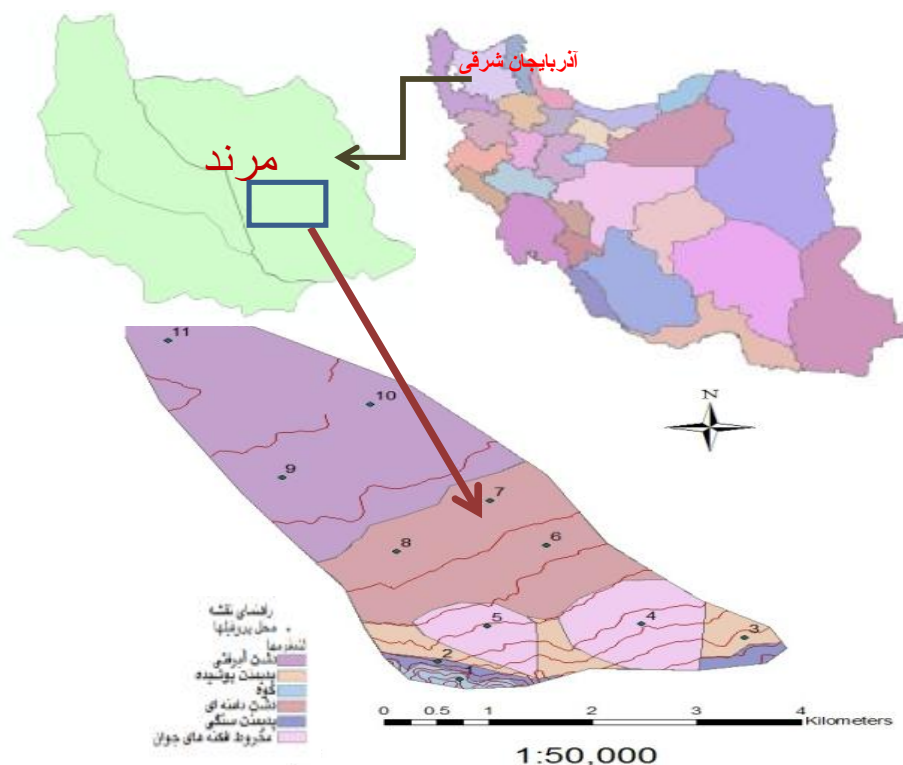 آذربایجان شرقی
مرند
N
11
10
9
7
8
6
5
4
3
2
1
راهنمای نقشه
محل پروفیلها
لندفرمها
دشت آبرفتی
پدیمنت پوشیده
کوه
دشت دامنه ای
پدیمنت سنگی
مخروط افکنه های جوان
0 0.5 1 2 3 4
Kilometers
1:50,000